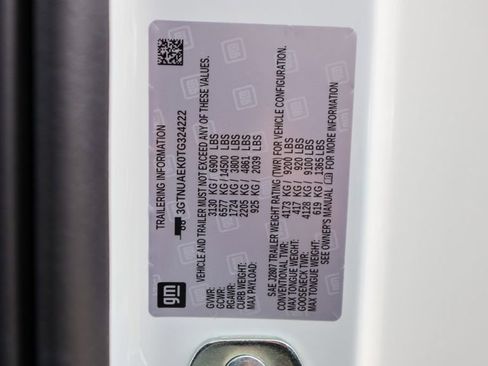 TRAILERING INFORMATION
3GTNUAEK0TG324222
VEHICLE AND TRAILER MUST NOT EXCEED ANY OF THESE VALUES.
GVWR: 3130 KG / 6900 LBS
GCWR: 6577 KG / 14500 LBS
RGAWR: 1724 KG / 3800 LBS
CURB WEIGHT: 2205 KG / 4861 LBS
MAX PAYLOAD: 925 KG / 2039 LBS
SAE J2807 TRAILER WEIGHT RATING (TWR) FOR VEHICLE CONFIGURATION.
CONVENTIONAL TWR: 4173 KG / 9200 LBS
MAX TONGUE WEIGHT: 417 KG / 920 LBS
GOOSENECK TWR: 4128 KG / 9100 LBS
MAX TONGUE WEIGHT: 619 KG / 1365 LBS
SEE OWNER'S MANUAL FOR MORE INFORMATION
gm